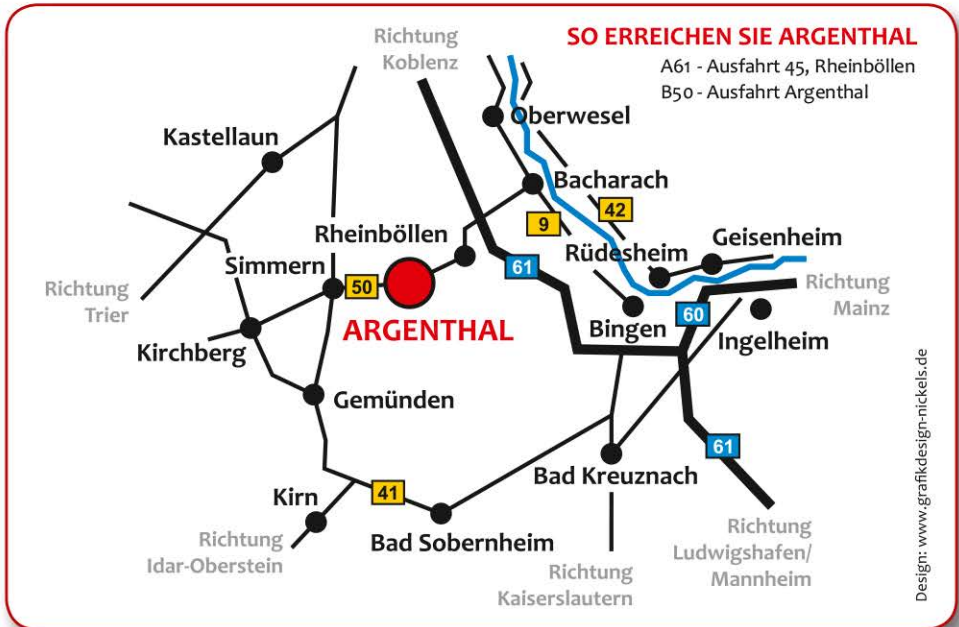 SO ERREICHEN SIE ARGENTHAL
A61 - Ausfahrt 45, Rheinböllen
B50 - Ausfahrt Argenthal
Richtung
Koblenz
Oberwesel
Kastellaun
Bacharach
42
9
Rheinböllen
Rüdesheim
Geisenheim
Simmern
61
50
Richtung
Trier
Richtung
Mainz
60
ARGENTHAL
Bingen
Ingelheim
Kirchberg
Gemünden
61
Bad Kreuznach
41
Kirn
Bad Sobernheim
Richtung
Idar-Oberstein
Richtung
Kaiserslautern
Richtung
Ludwigshafen/
Mannheim
Design: www.grafikdesign-nickels.de